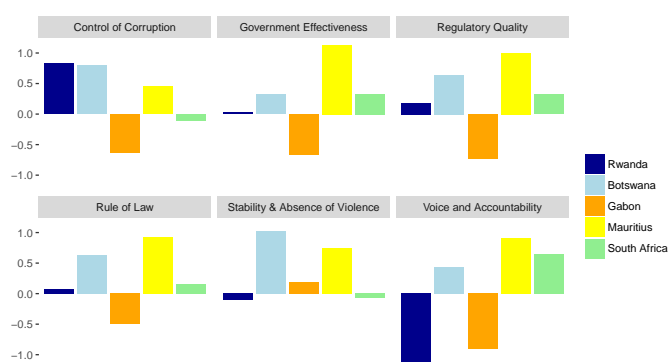 Control of Corruption Government Effectiveness Regulatory Quality
1.0
0.5
0.0
−0.5
−1.0
Rule of Law Stability & Absence of Violence Voice and Accountability
1.0
0.5
0.0
−0.5
−1.0
Rwanda
Botswana
Gabon
Mauritius
South Africa